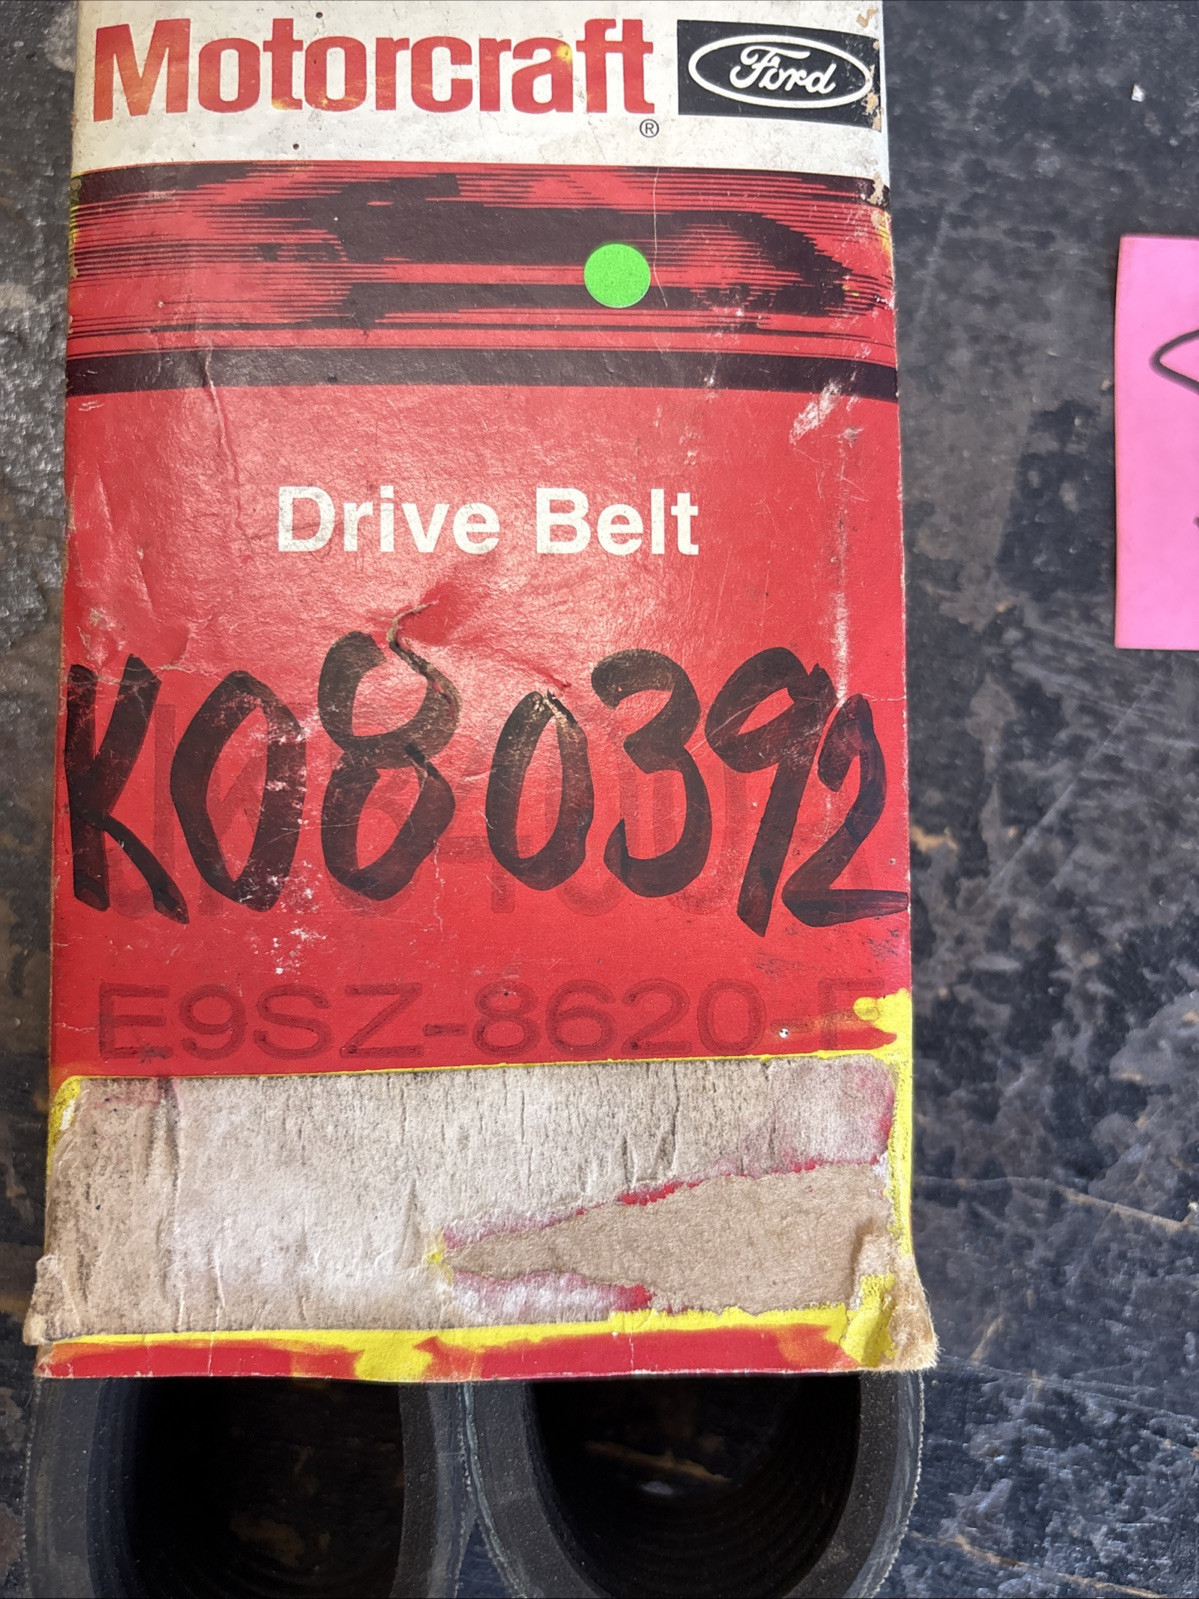 Motorcraft®
Ford
Drive Belt
K080392
E9SZ-8620-F